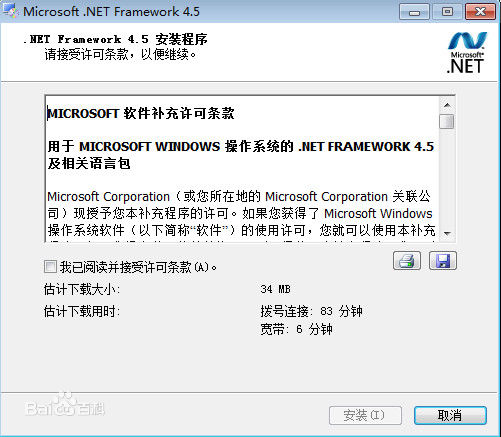 Microsoft .NET Framework 4.5
.NET Framework 4.5 安装程序
请接受许可条款，以便继续。
Microsoft®
.NET
MICROSOFT 软件补充许可条款
用于 MICROSOFT WINDOWS 操作系统的 .NET FRAMEWORK 4.5
及相关语言包
Microsoft Corporation（或您所在地的 Microsoft Corporation 关联公
司）现授予您本补充程序的许可。如果您获得了 Microsoft Windows
操作系统软件（以下简称“软件”）的使用许可，您就可以使用本补充
我已阅读并接受许可条款(A)。
估计下载大小: 34 MB
估计下载用时: 拨号连接: 83 分钟
宽带: 6 分钟
Baidu百科
安装(I)
取消